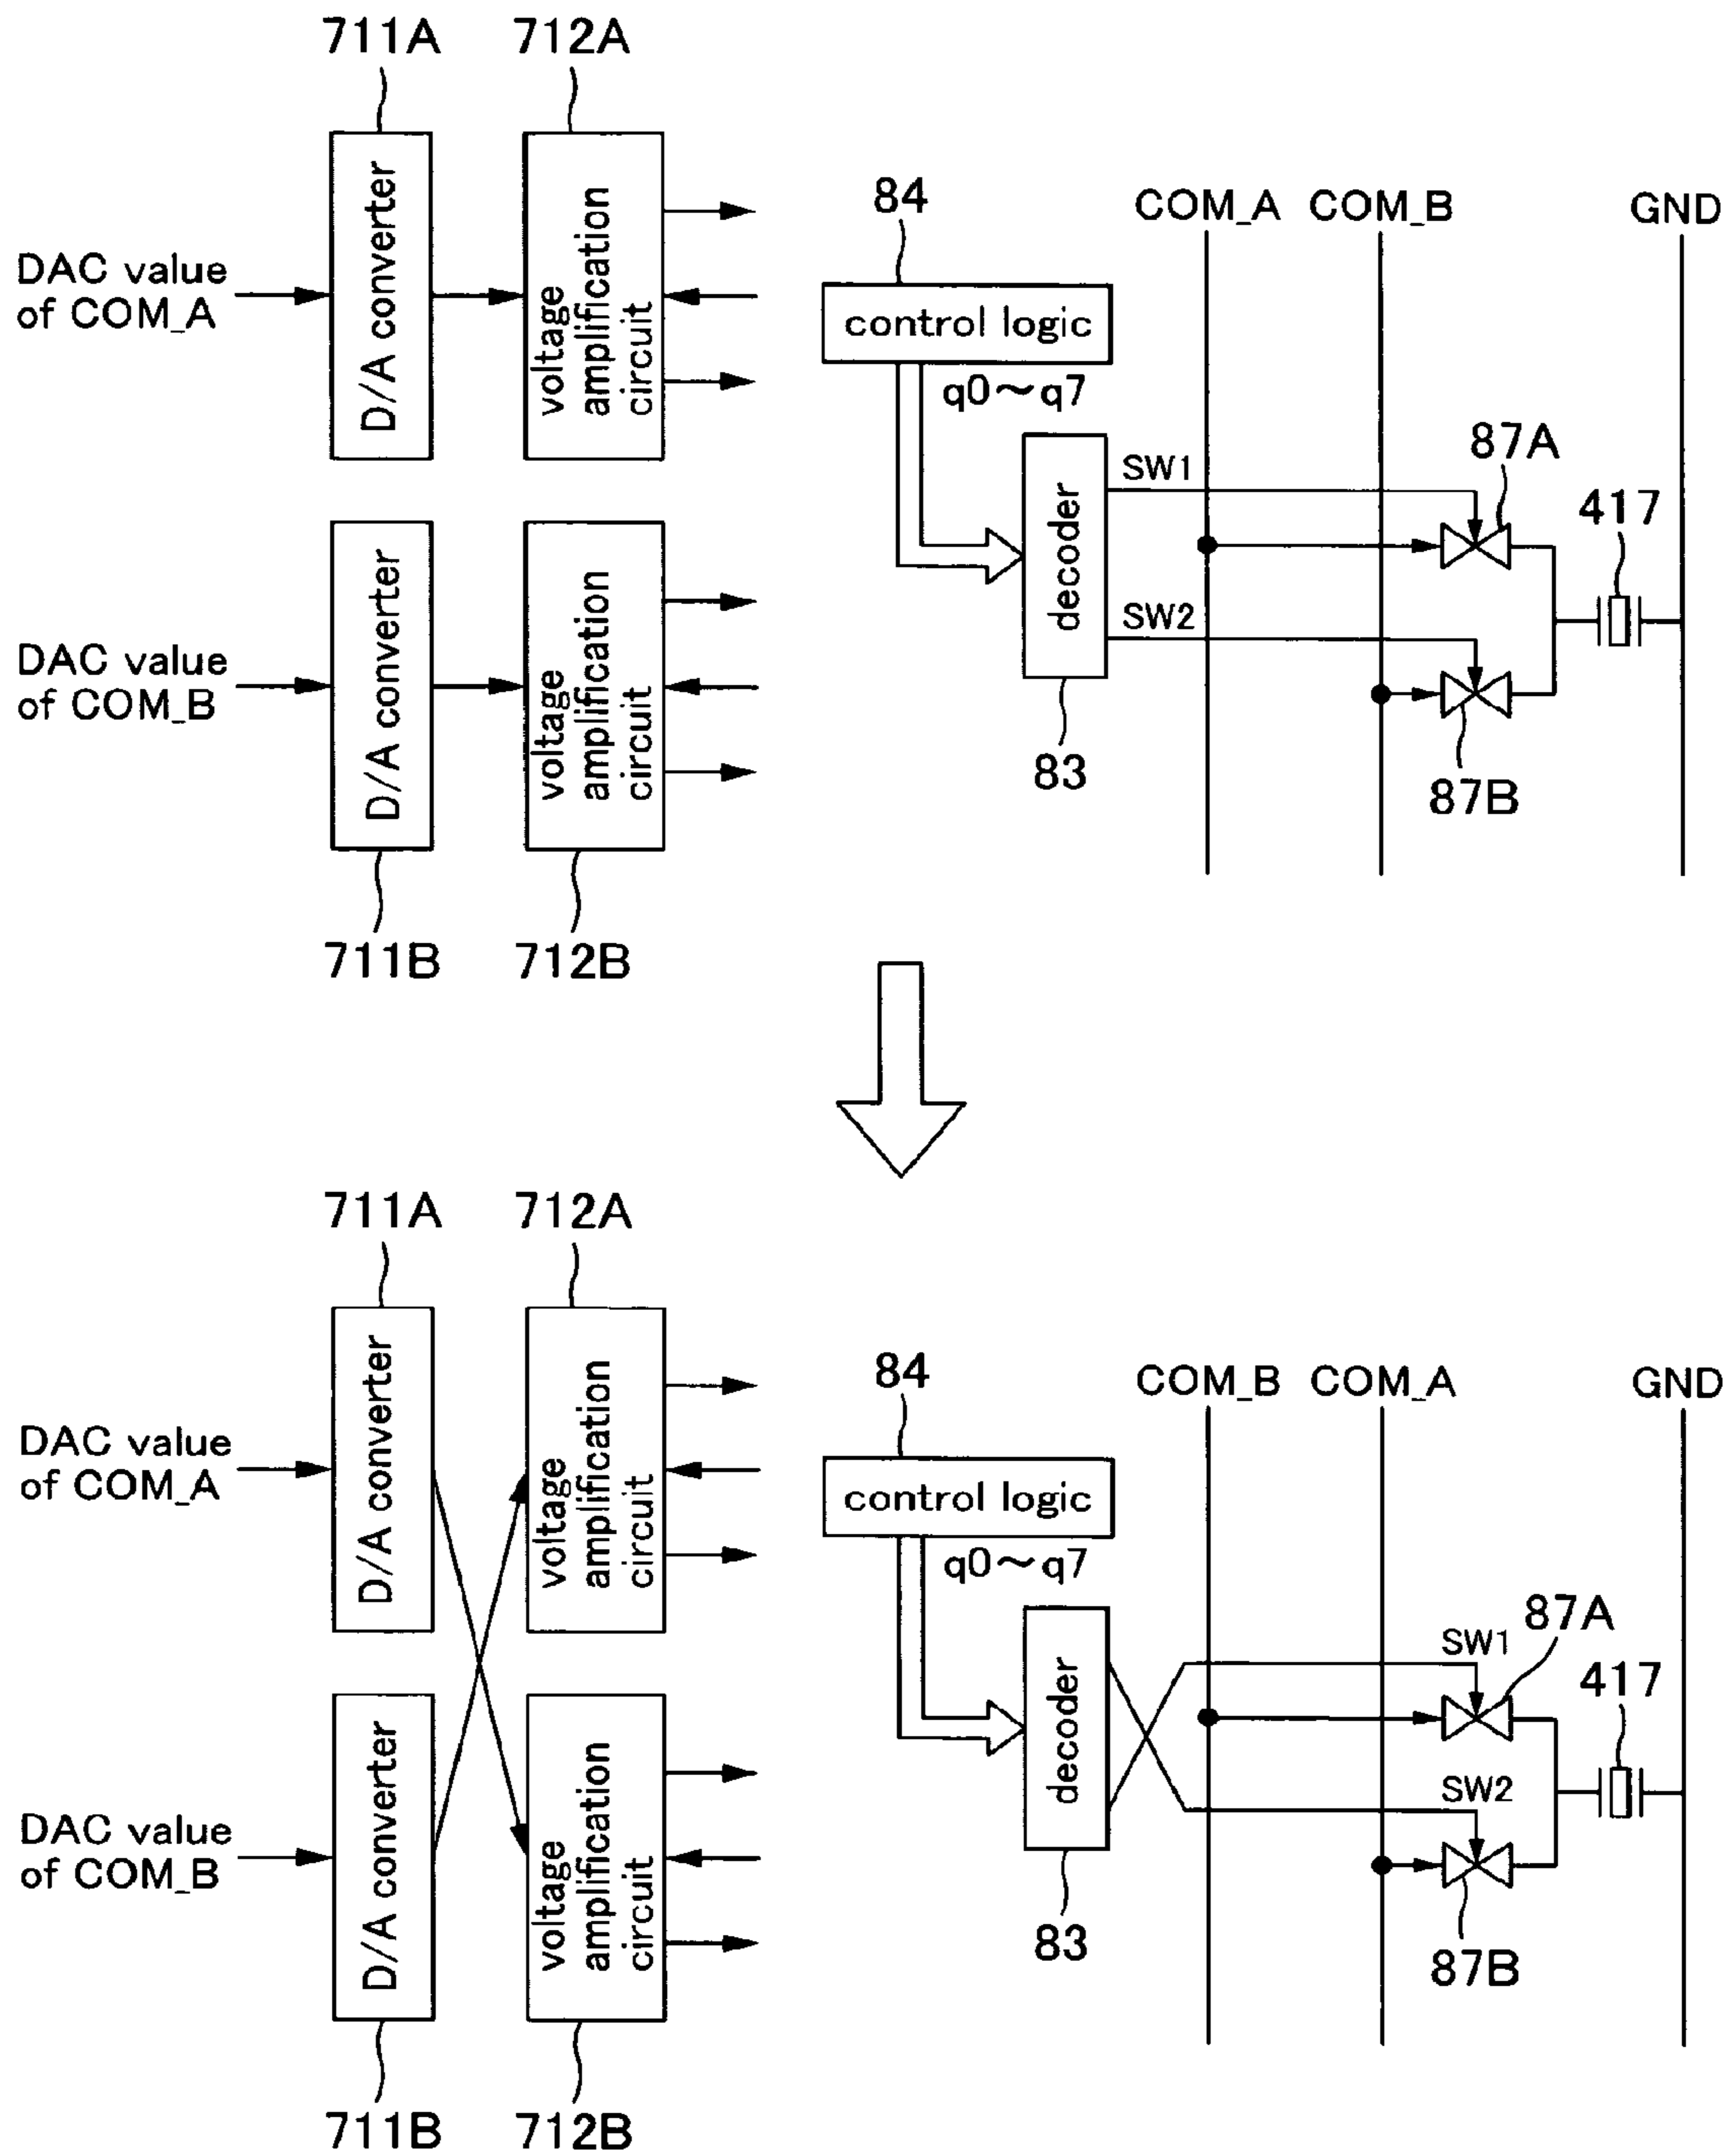 711A 712A
DAC value
of COM_A
D/A converter
voltage
amplification
circuit
84
control logic
q0～q7
COM_A COM_B GND
SW1
87A
417
decoder
SW2
83
87B
DAC value
of COM_B
D/A converter
voltage
amplification
circuit
711B 712B
711A 712A
DAC value
of COM_A
D/A converter
voltage
amplification
circuit
84
control logic
q0～q7
COM_B COM_A GND
SW1
87A
417
decoder
SW2
83
87B
DAC value
of COM_B
D/A converter
voltage
amplification
circuit
711B 712B